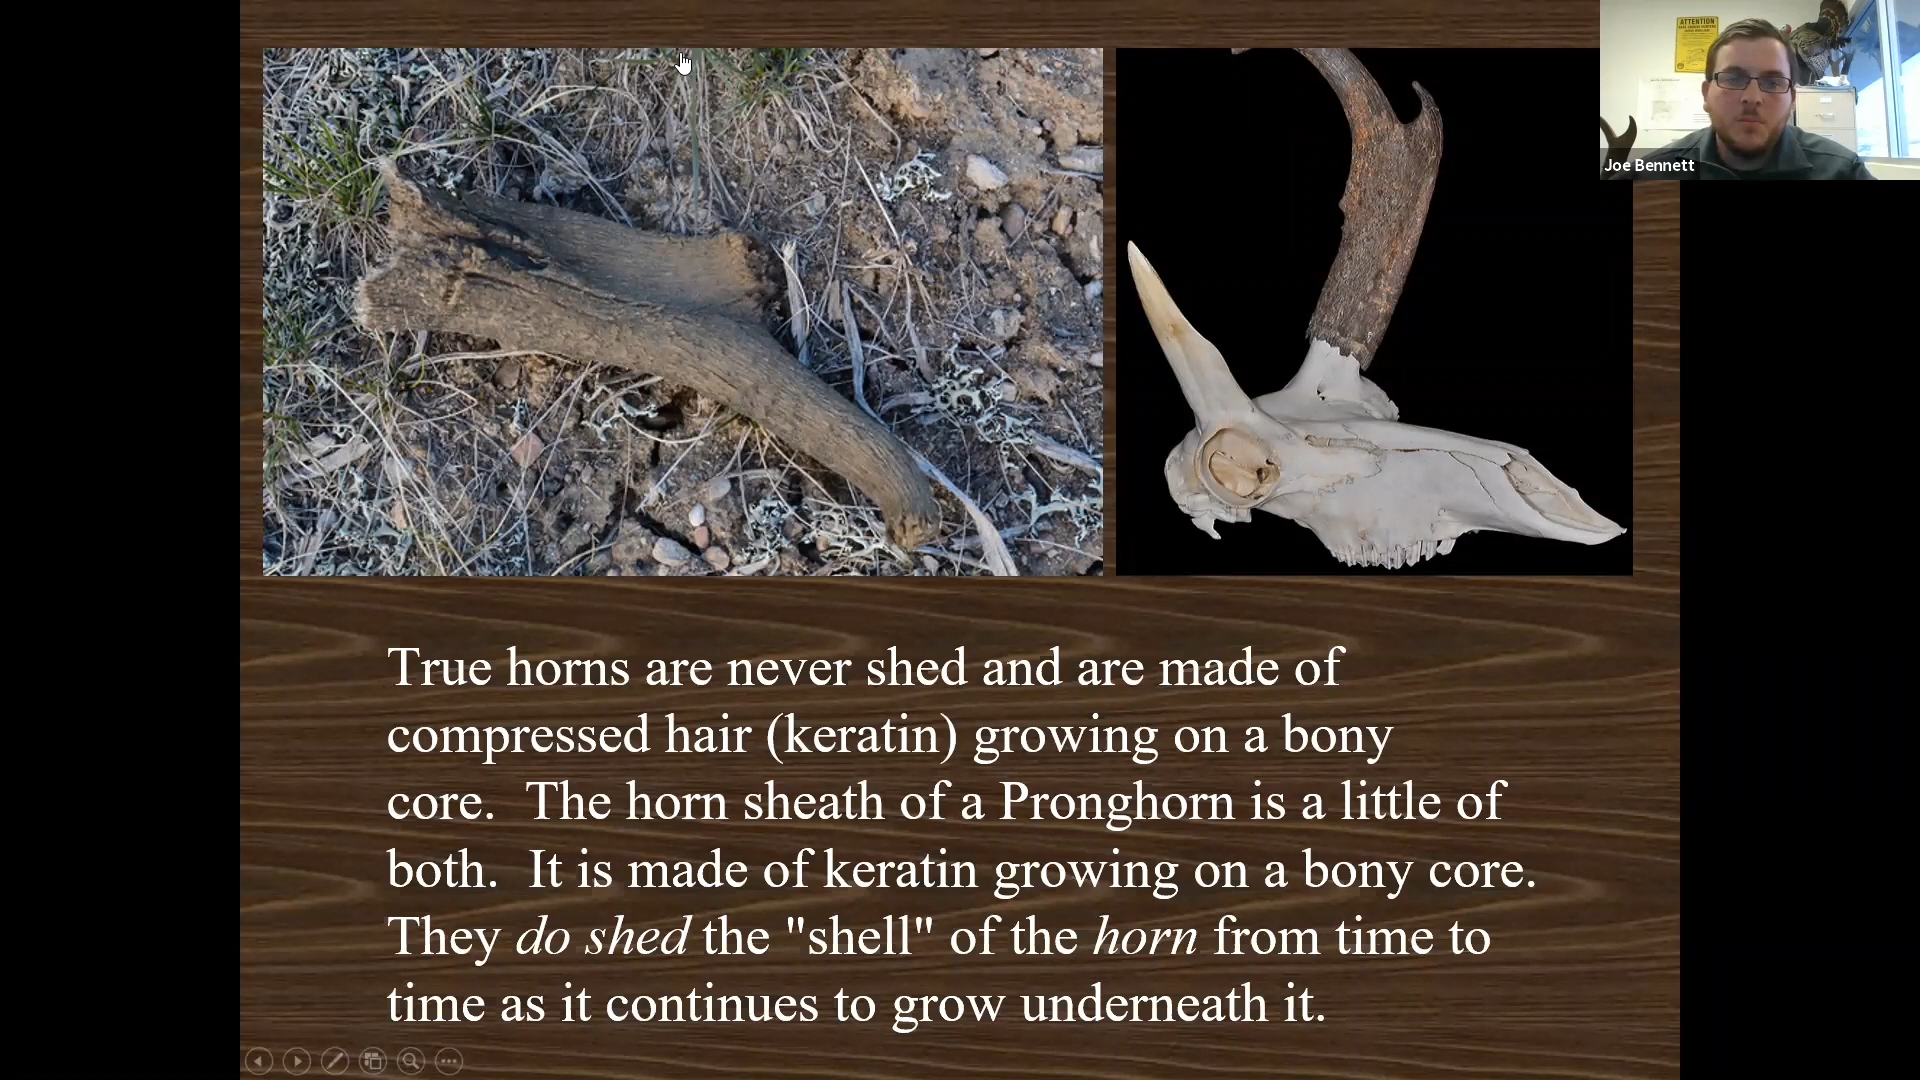 ATTENTION
Joe Bennett
True horns are never shed and are made of
compressed hair (keratin) growing on a bony
core.  The horn sheath of a Pronghorn is a little of
both.  It is made of keratin growing on a bony core.
They do shed the "shell" of the horn from time to
time as it continues to grow underneath it.